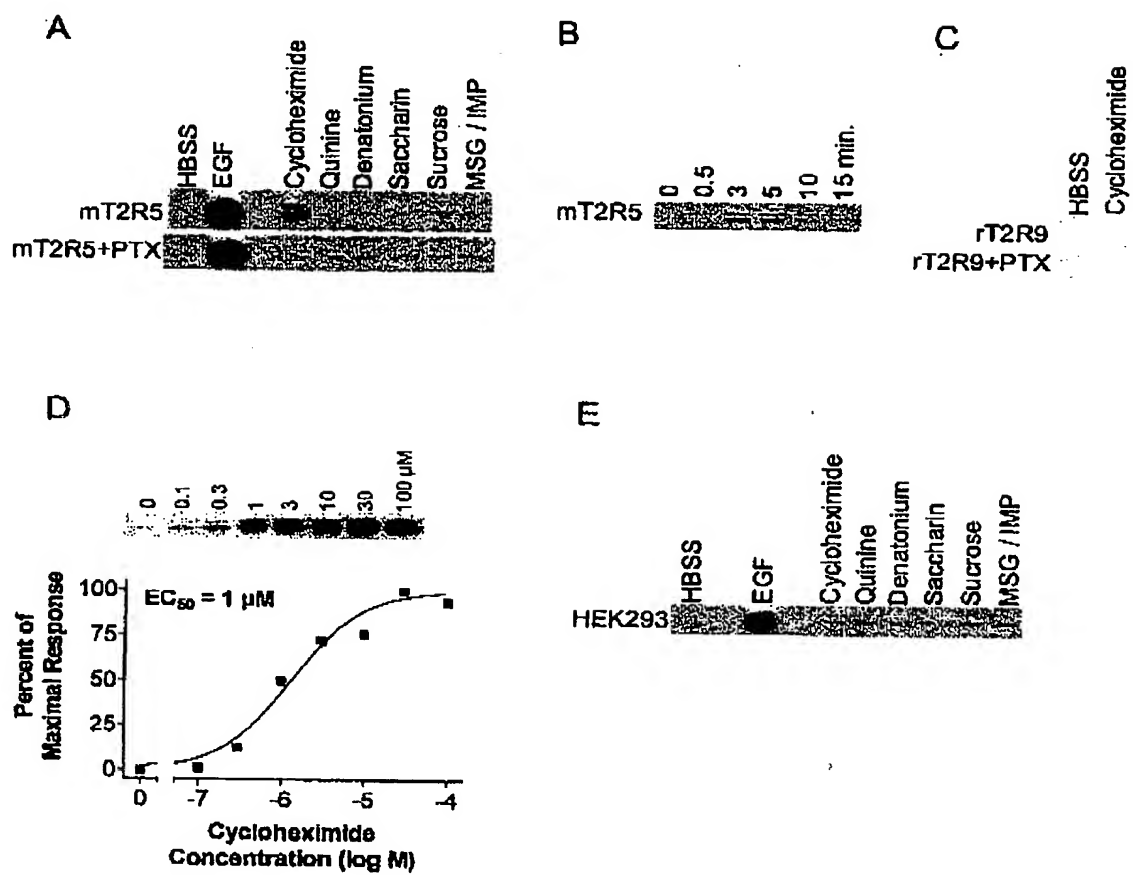 A
HBSS
EGF
Cycloheximide
Quinine
Denatonium
Saccharin
Sucrose
MSG / IMP
mT2R5
mT2R5+PTX
B
0
0.5
3
5
10
15 min.
mT2R5
C
HBSS
Cycloheximide
rT2R9
rT2R9+PTX
D
0
0.1
0.3
1
3
10
30
100 µM
EC50 = 1 µM
Percent of
Maximal Response
100
75
50
25
0
0
-7
-6
-5
-4
Cycloheximide
Concentration (log M)
E
HBSS
EGF
Cycloheximide
Quinine
Denatonium
Saccharin
Sucrose
MSG / IMP
HEK293